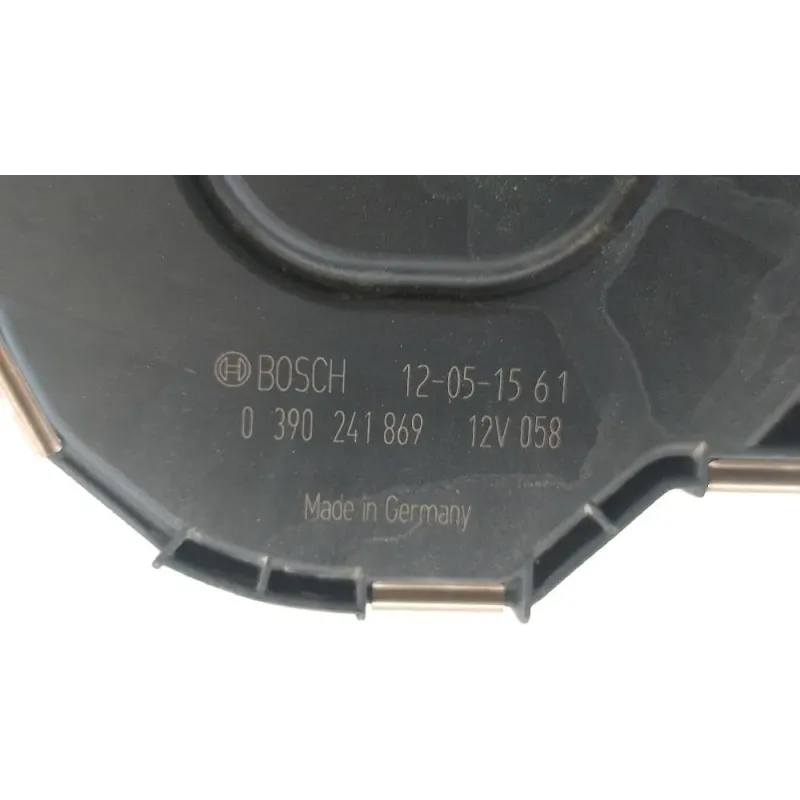 BOSCH 12-05-15 61
0 390 241 869 12V 058
Made in Germany